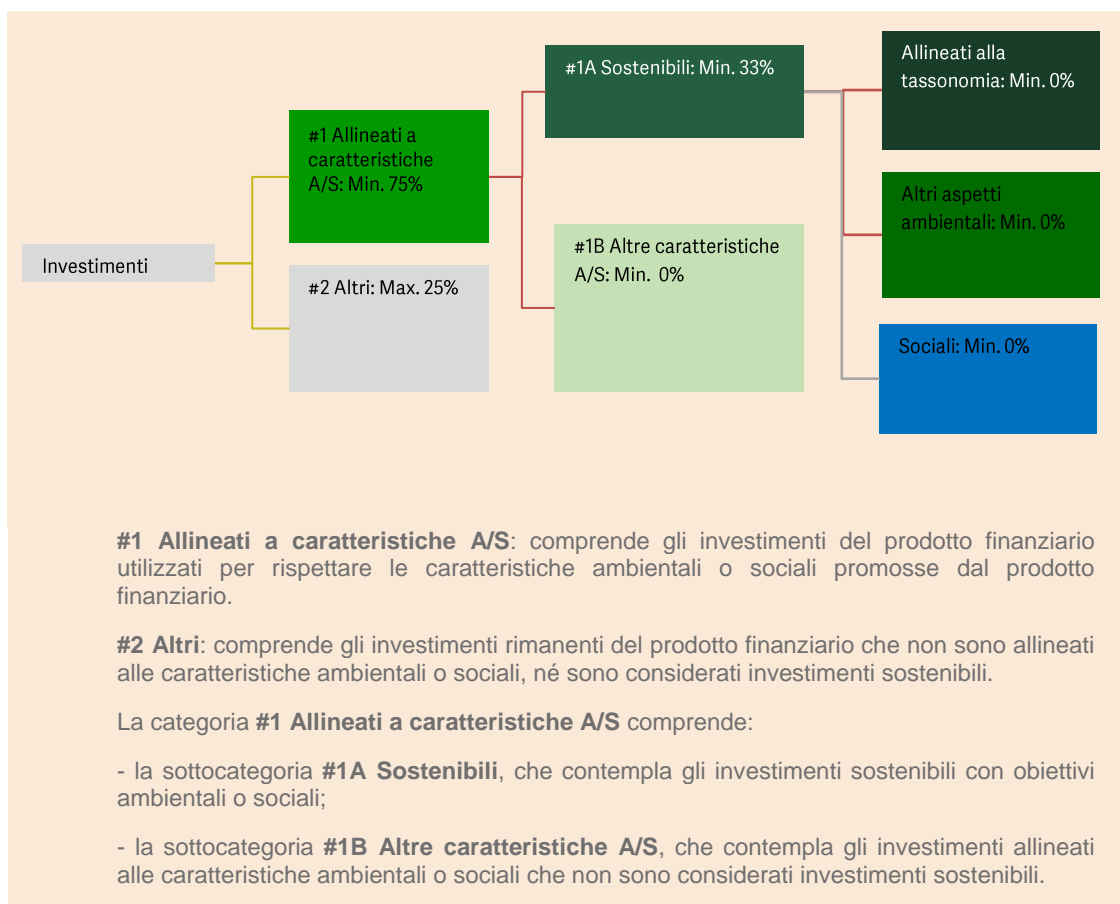 Investimenti
#1 Allineati a
caratteristiche
A/S: Min. 75%
#2 Altri: Max. 25%
#1A Sostenibili: Min. 33%
#1B Altre caratteristiche
A/S: Min. 0%
Allineati alla
tassonomia: Min. 0%
Altri aspetti
ambientali: Min. 0%
Sociali: Min. 0%
#1 Allineati a caratteristiche A/S: comprende gli investimenti del prodotto finanziario
utilizzati per rispettare le caratteristiche ambientali o sociali promosse dal prodotto
finanziario.
#2 Altri: comprende gli investimenti rimanenti del prodotto finanziario che non sono allineati
alle caratteristiche ambientali o sociali, né sono considerati investimenti sostenibili.
La categoria #1 Allineati a caratteristiche A/S comprende:
- la sottocategoria #1A Sostenibili, che contempla gli investimenti sostenibili con obiettivi
ambientali o sociali;
- la sottocategoria #1B Altre caratteristiche A/S, che contempla gli investimenti allineati
alle caratteristiche ambientali o sociali che non sono considerati investimenti sostenibili.